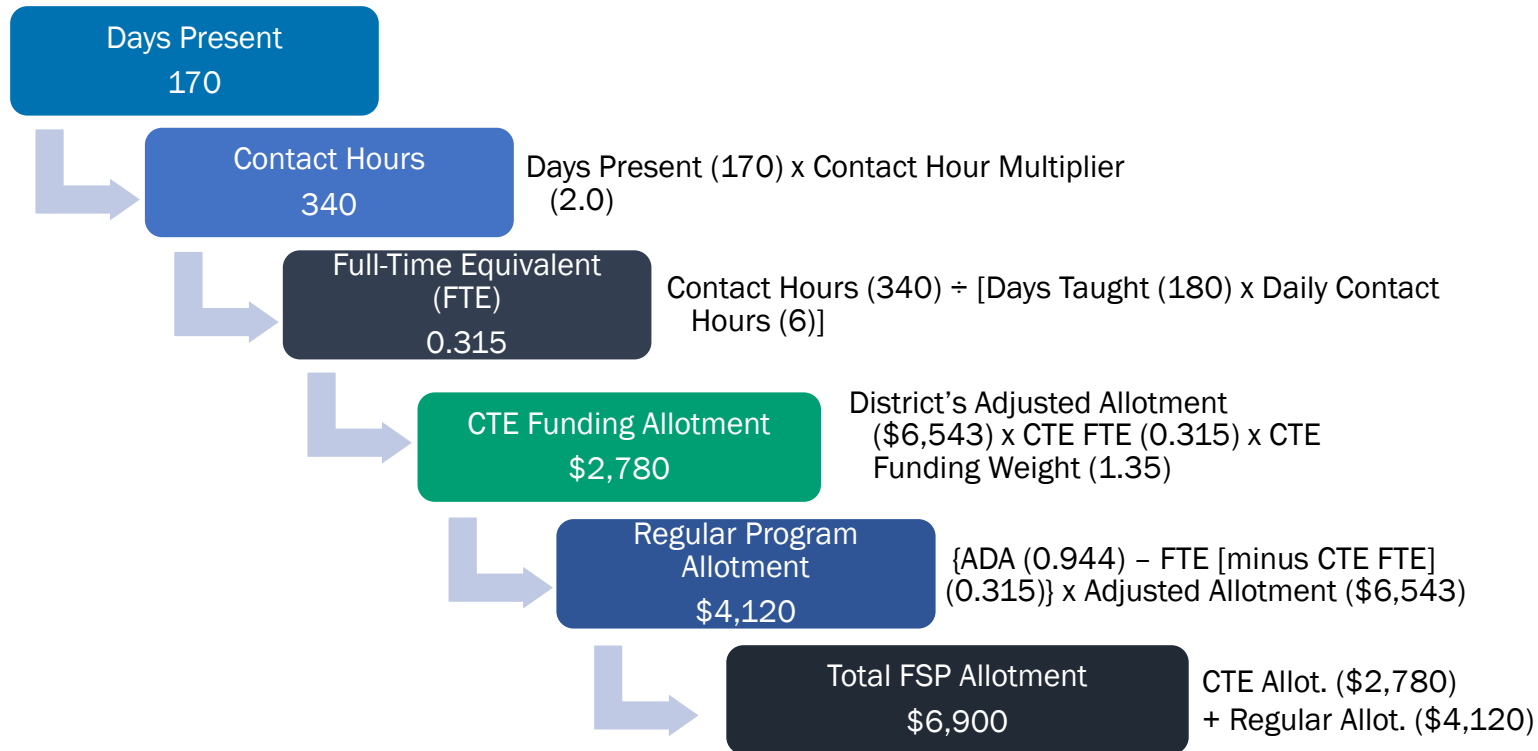 Days Present
170
Contact Hours
340
Days Present (170) x Contact Hour Multiplier
(2.0)
Full-Time Equivalent
(FTE)
0.315
Contact Hours (340) ÷ [Days Taught (180) x Daily Contact
Hours (6)]
CTE Funding Allotment
$2,780
District’s Adjusted Allotment
($6,543) x CTE FTE (0.315) x CTE
Funding Weight (1.35)
Regular Program
Allotment
$4,120
{ADA (0.944) – FTE [minus CTE FTE]
(0.315)} x Adjusted Allotment ($6,543)
Total FSP Allotment
$6,900
CTE Allot. ($2,780)
+ Regular Allot. ($4,120)